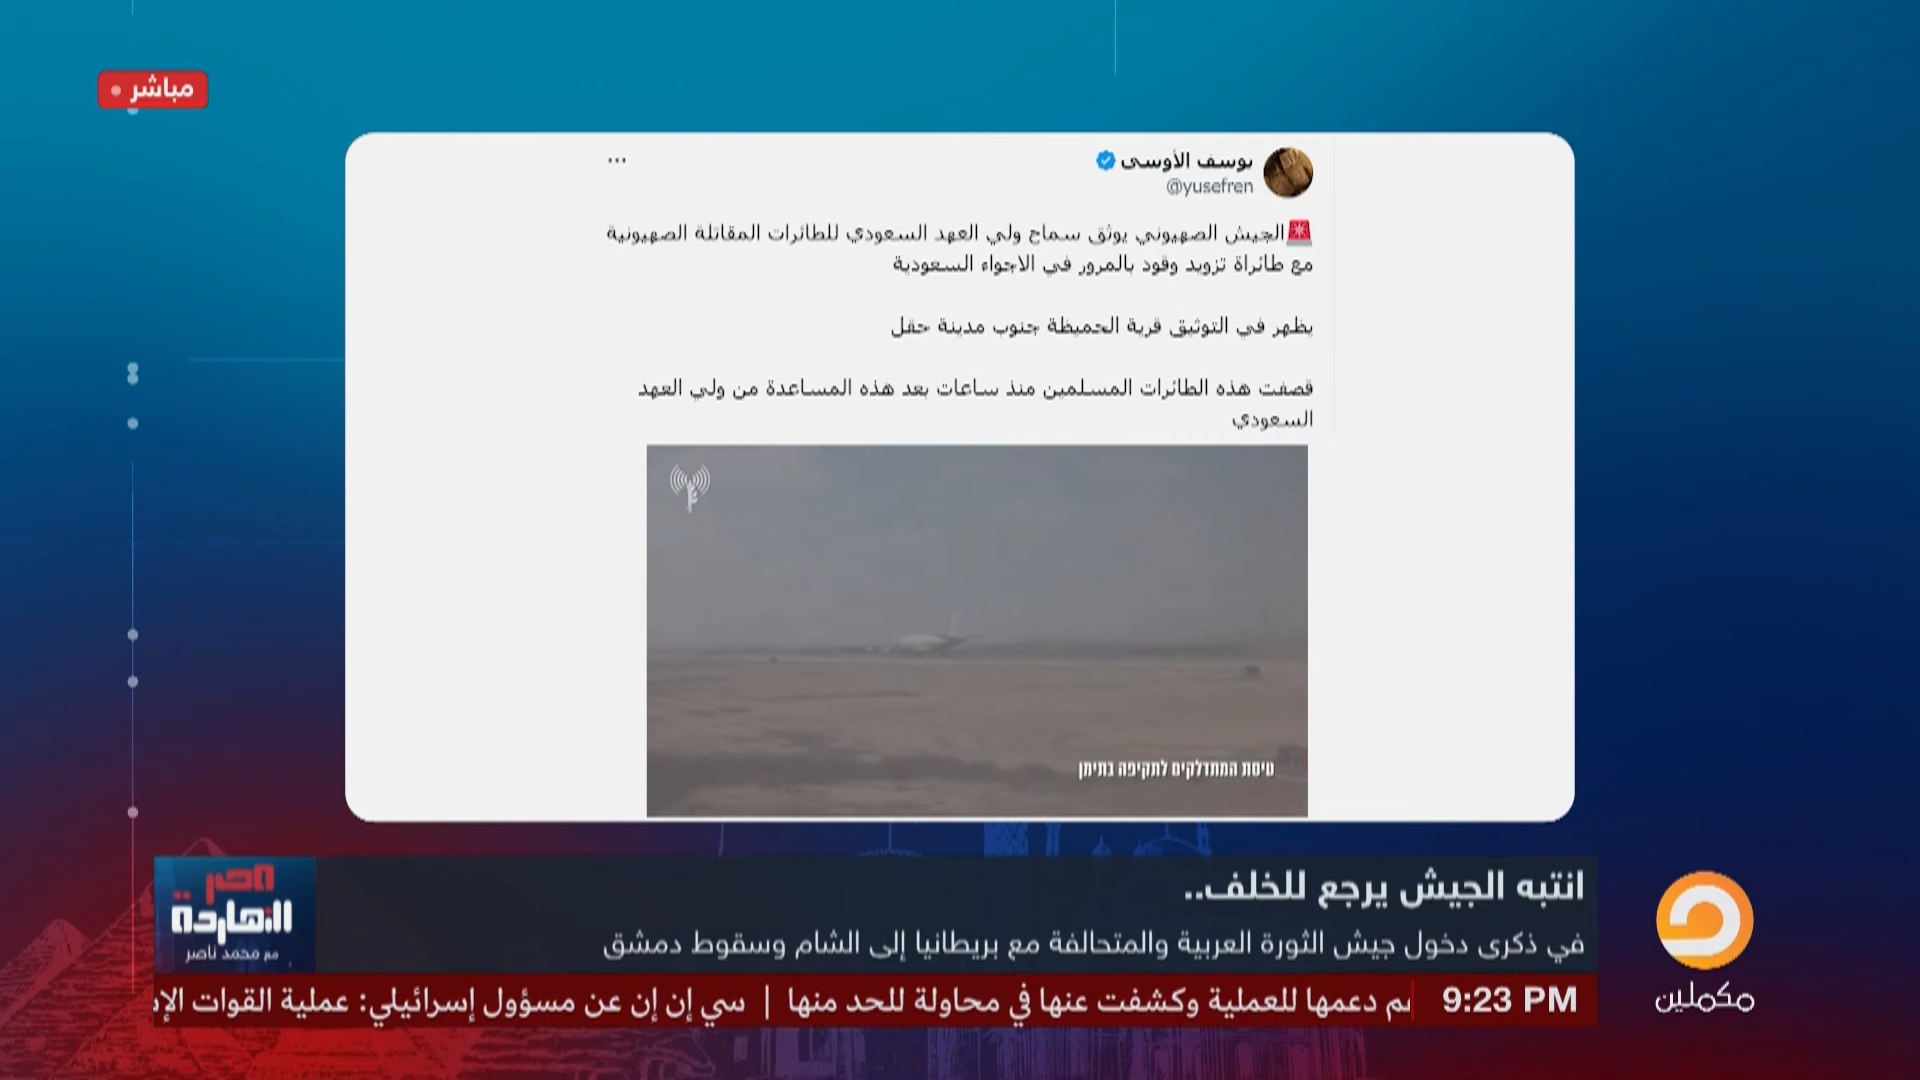 مباشر
يوسف الأوسي
@yusefren
الجيش الصهيوني يوثق سماح ولي العهد السعودي للطائرات المقاتلة الصهيونية
مع طائراة تزويد وقود بالمرور في الاجواء السعودية
يظهر في التوثيق قرية الحميظة جنوب مدينة حقل
قصفت هذه الطائرات المسلمين منذ ساعات بعد هذه المساعدة من ولي العهد
السعودي
טיסת המתדלקים לתקיפה בתימן
انتبه الجيش يرجع للخلف..
في ذكرى دخول جيش الثورة العربية والمتحالفة مع بريطانيا إلى الشام وسقوط دمشق
مصر
النهاردة
مع محمد ناصر
9:23 PM
دعمها للعملية وكشفت عنها في محاولة للحد منها | سي إن إن عن مسؤول إسرائيلي: عملية القوات
مكملين